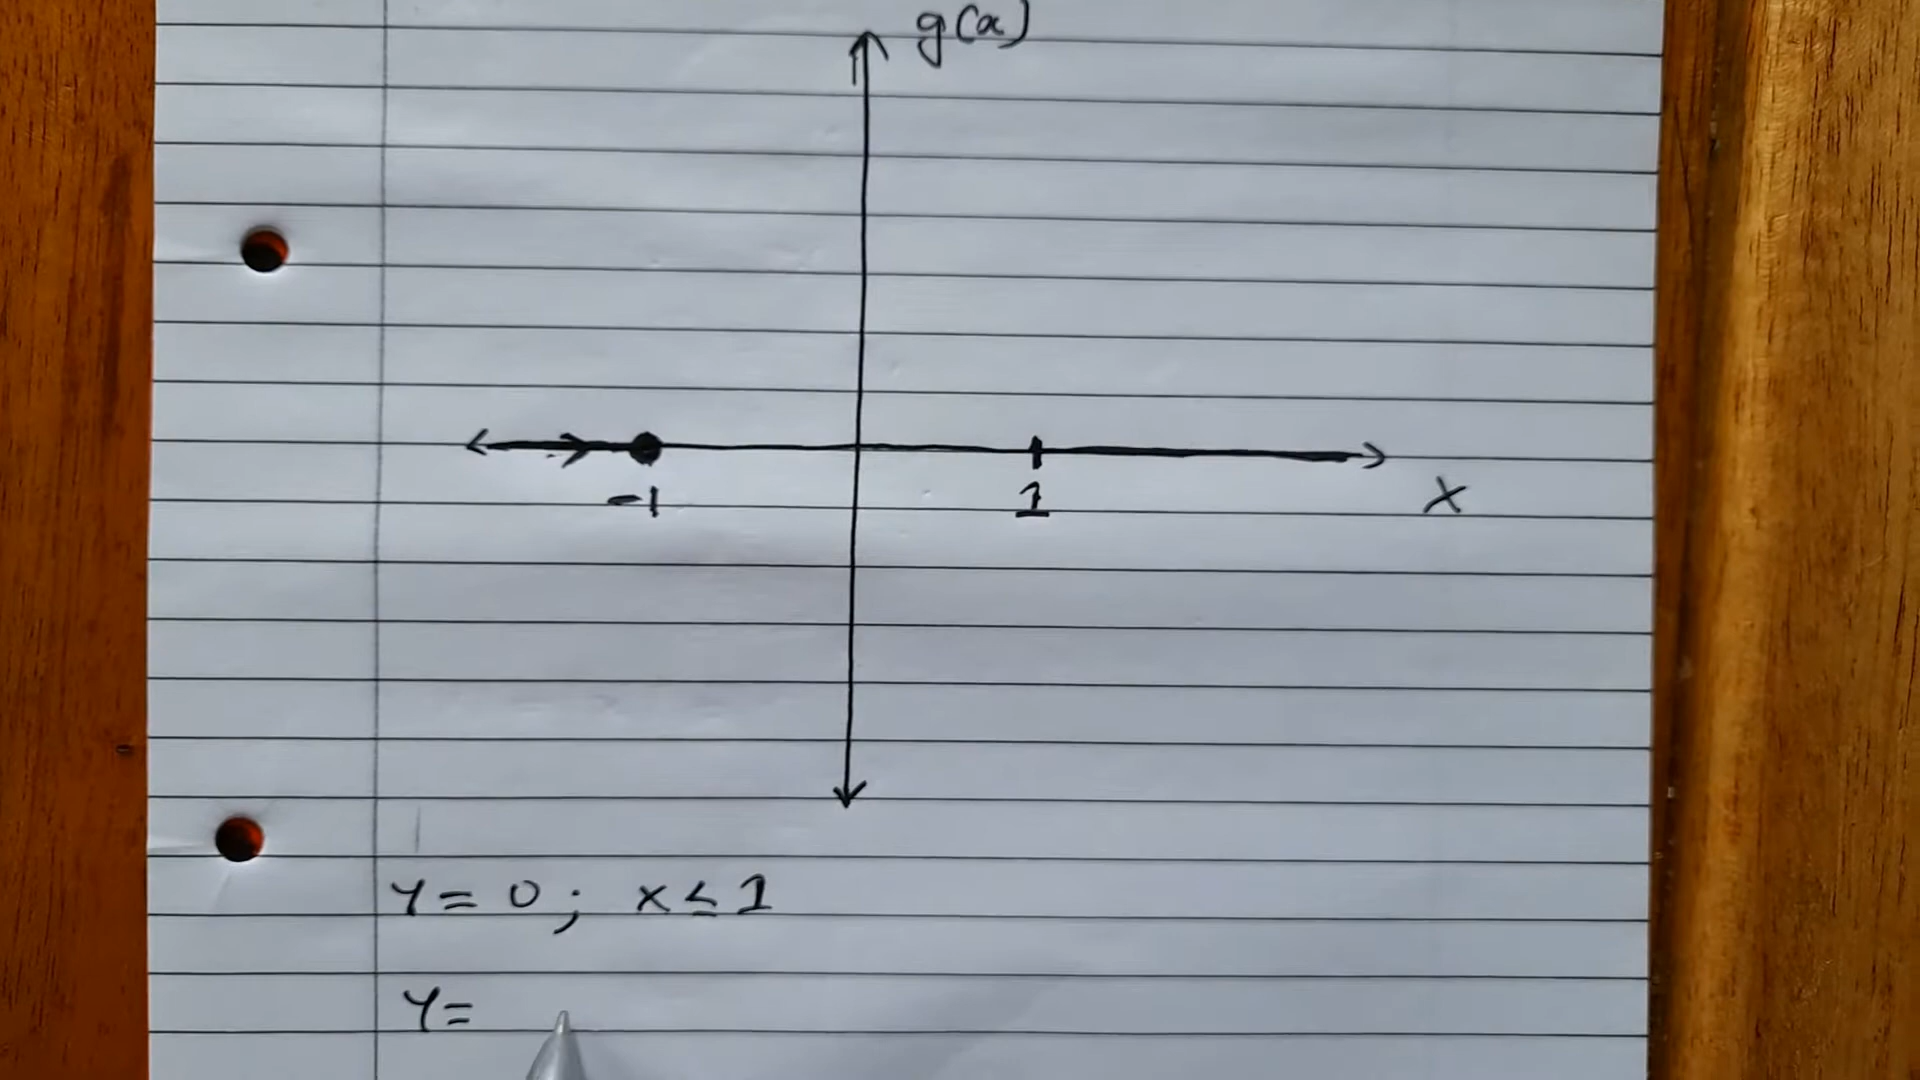 g(x)
-1 1 x
Y = 0 ; x ≤ 1
Y =